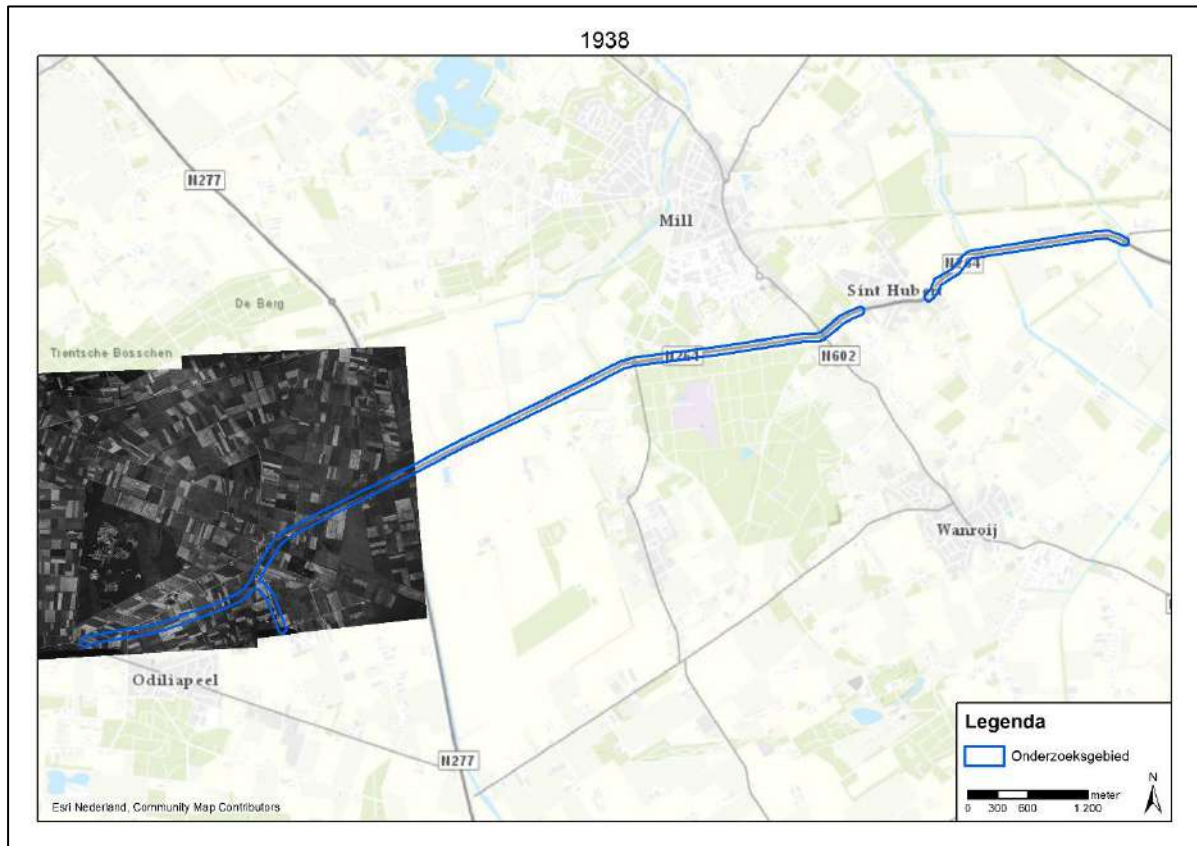 1938
N277
Mill
N264
Sint Hubert
De Berg
Trentsche Bosschen
N264
N602
Wanroij
Odiliapeel
N277
Legenda
Onderzoeksgebied
N
meter
0 300 600 1.200
Esri Nederland, Community Map Contributors